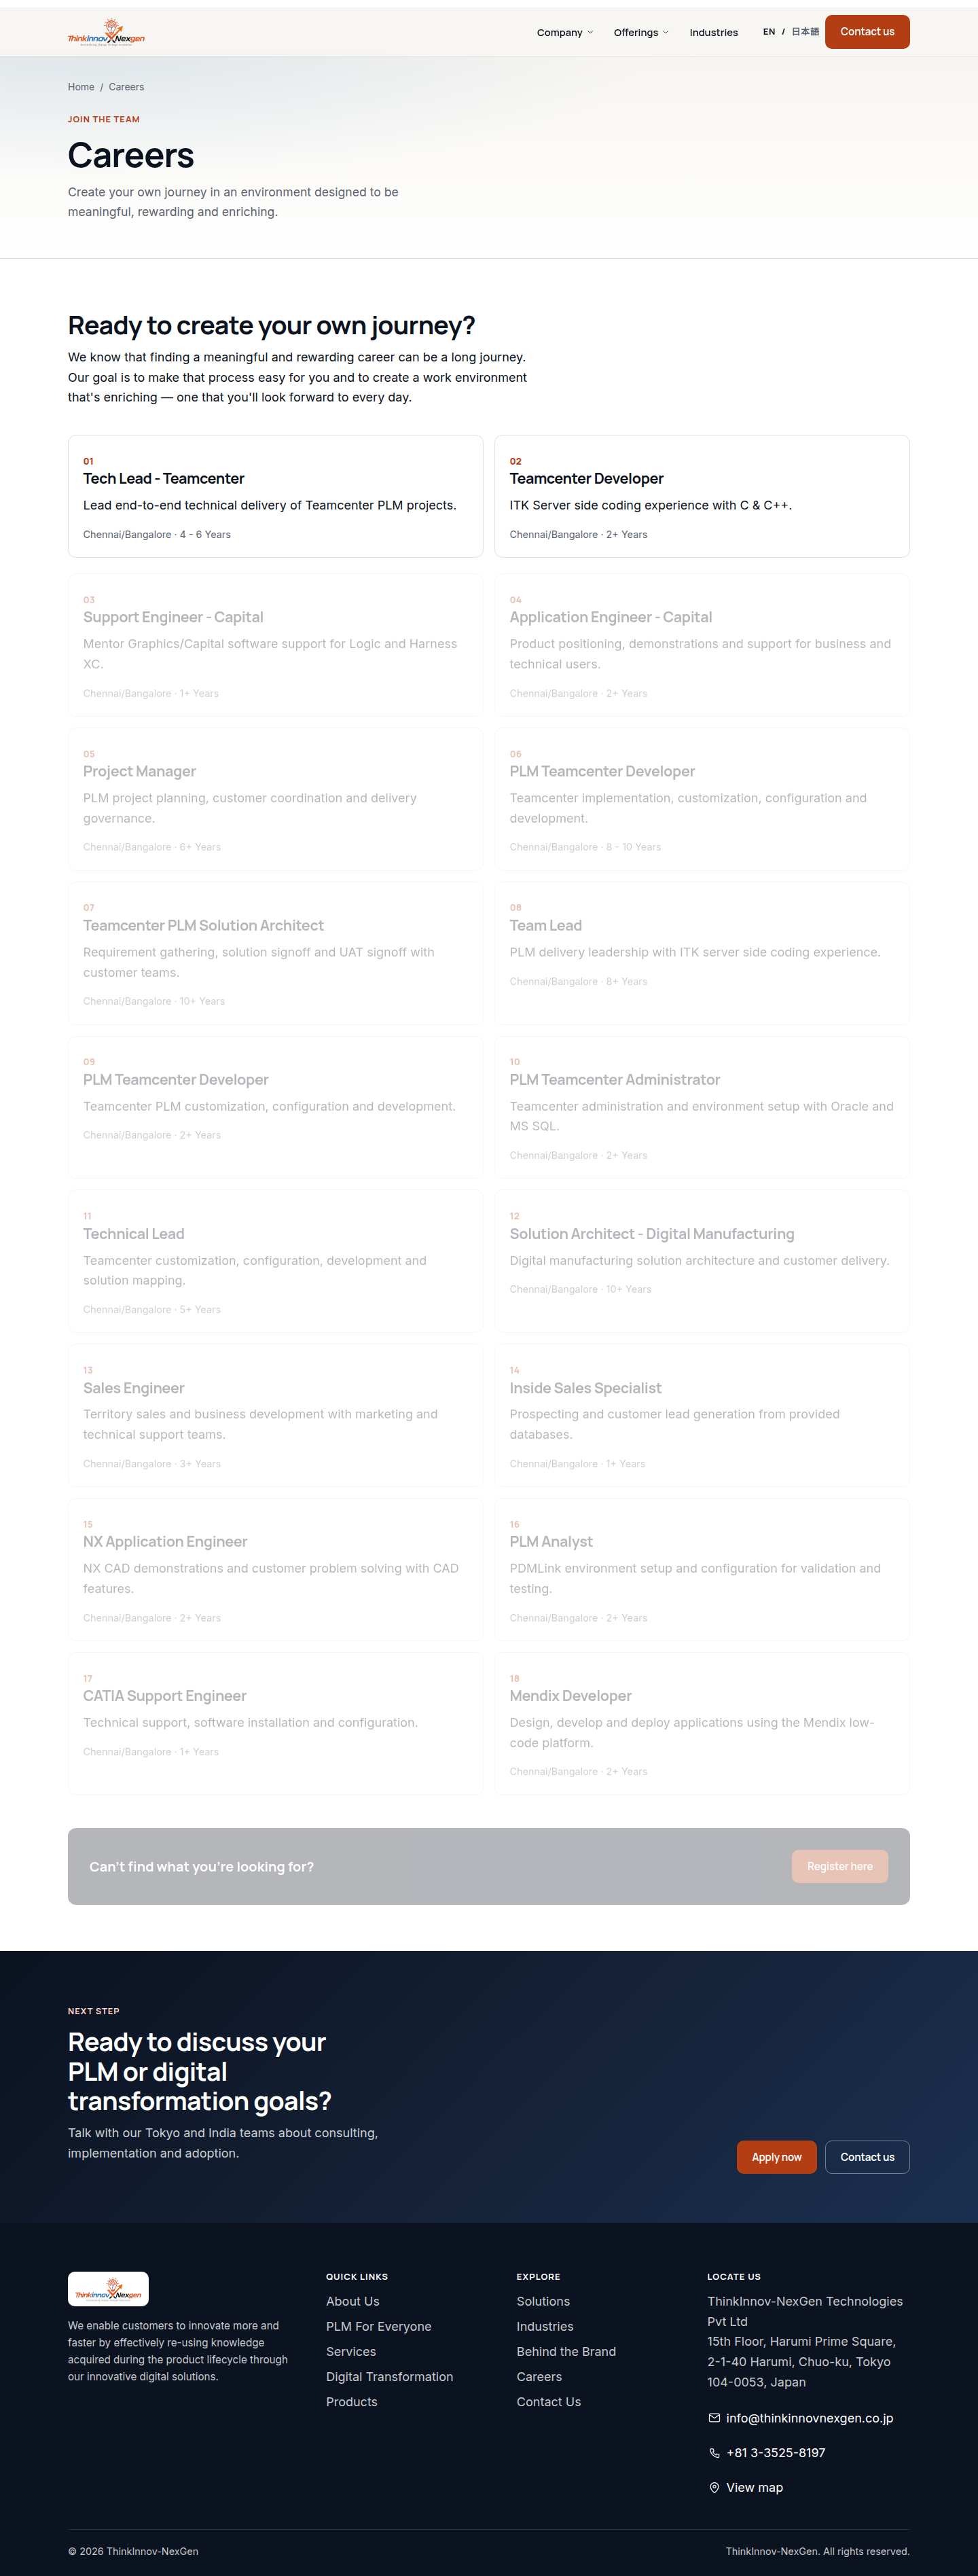 ThinkInnov Nexgen
Company
Offerings
Industries
EN / 日本語
Contact us
Home / Careers
JOIN THE TEAM
Careers
Create your own journey in an environment designed to be
meaningful, rewarding and enriching.
Ready to create your own journey?
We know that finding a meaningful and rewarding career can be a long journey.
Our goal is to make that process easy for you and to create a work environment
that's enriching — one that you'll look forward to every day.
01
Tech Lead - Teamcenter
Lead end-to-end technical delivery of Teamcenter PLM projects.
Chennai/Bangalore · 4 - 6 Years
02
Teamcenter Developer
ITK Server side coding experience with C & C++.
Chennai/Bangalore · 2+ Years
03
Support Engineer - Capital
Mentor Graphics/Capital software support for Logic and Harness
XC.
Chennai/Bangalore · 1+ Years
04
Application Engineer - Capital
Product positioning, demonstrations and support for business and
technical users.
Chennai/Bangalore · 2+ Years
05
Project Manager
PLM project planning, customer coordination and delivery
governance.
Chennai/Bangalore · 6+ Years
06
PLM Teamcenter Developer
Teamcenter implementation, customization, configuration and
development.
Chennai/Bangalore · 8 - 10 Years
07
Teamcenter PLM Solution Architect
Requirement gathering, solution signoff and UAT signoff with
customer teams.
Chennai/Bangalore · 10+ Years
08
Team Lead
PLM delivery leadership with ITK server side coding experience.
Chennai/Bangalore · 8+ Years
09
PLM Teamcenter Developer
Teamcenter PLM customization, configuration and development.
Chennai/Bangalore · 2+ Years
10
PLM Teamcenter Administrator
Teamcenter administration and environment setup with Oracle and
MS SQL.
Chennai/Bangalore · 2+ Years
11
Technical Lead
Teamcenter customization, configuration, development and
solution mapping.
Chennai/Bangalore · 5+ Years
12
Solution Architect - Digital Manufacturing
Digital manufacturing solution architecture and customer delivery.
Chennai/Bangalore · 10+ Years
13
Sales Engineer
Territory sales and business development with marketing and
technical support teams.
Chennai/Bangalore · 3+ Years
14
Inside Sales Specialist
Prospecting and customer lead generation from provided
databases.
Chennai/Bangalore · 1+ Years
15
NX Application Engineer
NX CAD demonstrations and customer problem solving with CAD
features.
Chennai/Bangalore · 2+ Years
16
PLM Analyst
PDMLink environment setup and configuration for validation and
testing.
Chennai/Bangalore · 2+ Years
17
CATIA Support Engineer
Technical support, software installation and configuration.
Chennai/Bangalore · 1+ Years
18
Mendix Developer
Design, develop and deploy applications using the Mendix low-
code platform.
Chennai/Bangalore · 2+ Years
Can't find what you're looking for?
Register here
NEXT STEP
Ready to discuss your
PLM or digital
transformation goals?
Talk with our Tokyo and India teams about consulting,
implementation and adoption.
Apply now
Contact us
ThinkInnov Nexgen
We enable customers to innovate more and
faster by effectively re-using knowledge
acquired during the product lifecycle through
our innovative digital solutions.
QUICK LINKS
About Us
PLM For Everyone
Services
Digital Transformation
Products
EXPLORE
Solutions
Industries
Behind the Brand
Careers
Contact Us
LOCATE US
ThinkInnov-NexGen Technologies
Pvt Ltd
15th Floor, Harumi Prime Square,
2-1-40 Harumi, Chuo-ku, Tokyo
104-0053, Japan
info@thinkinnovnexgen.co.jp
+81 3-3525-8197
View map
© 2026 ThinkInnov-NexGen
ThinkInnov-NexGen. All rights reserved.